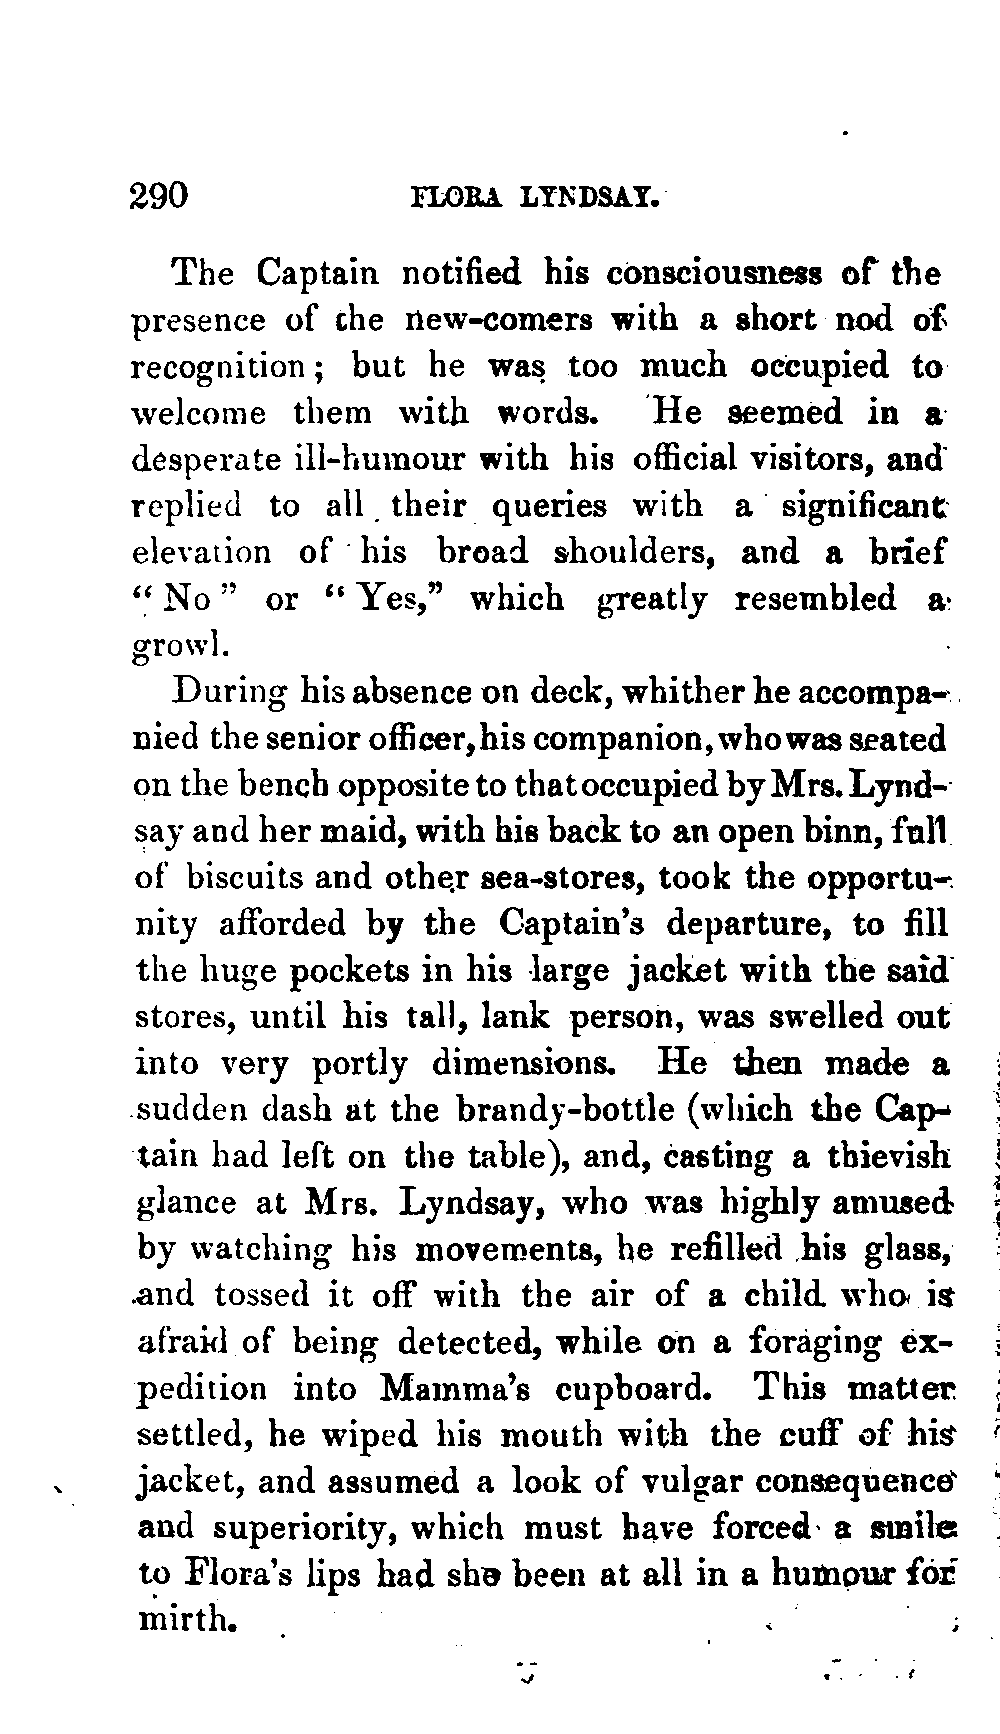 290 FLORA LYNDSAY.
The Captain notified his consciousness of the
presence of the new-comers with a short nod of
recognition; but he was too much occupied to
welcome them with words. He seemed in a
desperate ill-humour with his official visitors, and
replied to all their queries with a significant
elevation of his broad shoulders, and a brief
“No” or “Yes,” which greatly resembled a
growl.
During his absence on deck, whither he accompa-
nied the senior officer, his companion, who was seated
on the bench opposite to that occupied by Mrs. Lynd-
say and her maid, with his back to an open binn, full
of biscuits and other sea-stores, took the opportu-
nity afforded by the Captain’s departure, to fill
the huge pockets in his large jacket with the said
stores, until his tall, lank person, was swelled out
into very portly dimensions. He then made a
sudden dash at the brandy-bottle (which the Cap-
tain had left on the table), and, casting a thievish
glance at Mrs. Lyndsay, who was highly amused
by watching his movements, he refilled his glass,
and tossed it off with the air of a child who is
afraid of being detected, while on a foraging ex-
pedition into Mamma’s cupboard. This matter
settled, he wiped his mouth with the cuff of his
jacket, and assumed a look of vulgar consequence
and superiority, which must have forced a smile
to Flora’s lips had she been at all in a humour for
mirth.